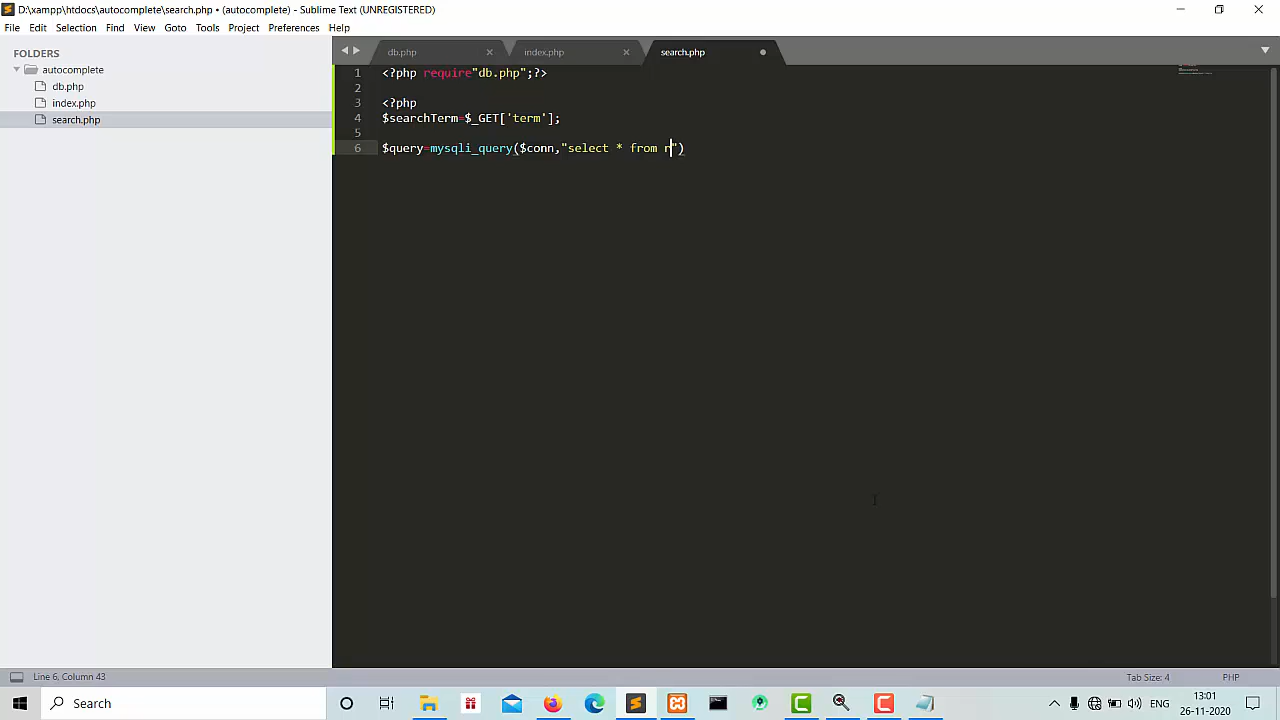 D:\xampp\htdocs\autocomplete\search.php • (autocomplete) - Sublime Text (UNREGISTERED)
File Edit Selection Find View Goto Tools Project Preferences Help
FOLDERS
autocomplete
db.php
index.php
search.php
db.php × index.php × search.php
1 <?php require"db.php";?>
2
3 <?php
4 $searchTerm=$_GET['term'];
5
6 $query=mysqli_query($conn,"select * from r")
Line 6, Column 43
Tab Size: 4
PHP
Search
ENG
13:01
26-11-2020